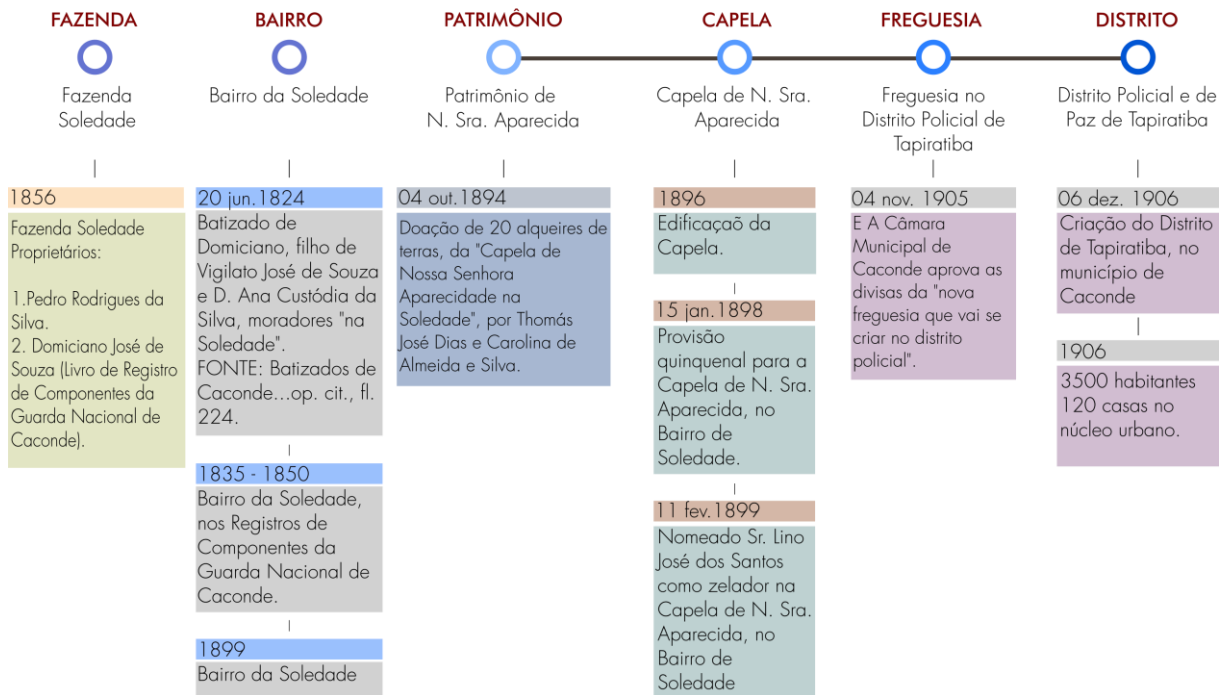 FAZENDA
Fazenda
Soledade
1856
Fazenda Soledade
Proprietários:
1.Pedro Rodrigues da
Silva.
2. Domiciano José de
Souza (Livro de Registro
de Componentes da
Guarda Nacional de
Caconde).
BAIRRO
Bairro da Soledade
20 jun.1824
Batizado de
Domiciano, filho de
Vigilato José de Souza
e D. Ana Custódia da
Silva, moradores "na
Soledade".
FONTE: Batizados de
Caconde...op. cit., fl.
224.
1835 - 1850
Bairro da Soledade,
nos Registros de
Componentes da
Guarda Nacional de
Caconde.
1899
Bairro da Soledade
PATRIMÔNIO
Patrimônio de
N. Sra. Aparecida
04 out.1894
Doação de 20 alqueires de
terras, da "Capela de
Nossa Senhora
Aparecidade na
Soledade", por Thomás
José Dias e Carolina de
Almeida e Silva.
CAPELA
Capela de N. Sra.
Aparecida
1896
Edificaçaõ da
Capela.
15 jan.1898
Provisão
quinquenal para a
Capela de N. Sra.
Aparecida, no
Bairro de
Soledade.
11 fev.1899
Nomeado Sr. Lino
José dos Santos
como zelador na
Capela de N. Sra.
Aparecida, no
Bairro de
Soledade
FREGUESIA
Freguesia no
Distrito Policial de
Tapiratiba
04 nov. 1905
E A Câmara
Municipal de
Caconde aprova as
divisas da "nova
freguesia que vai se
criar no distrito
policial".
DISTRITO
Distrito Policial e de
Paz de Tapiratiba
06 dez. 1906
Criação do Distrito
de Tapiratiba, no
município de
Caconde
1906
3500 habitantes
120 casas no
núcleo urbano.